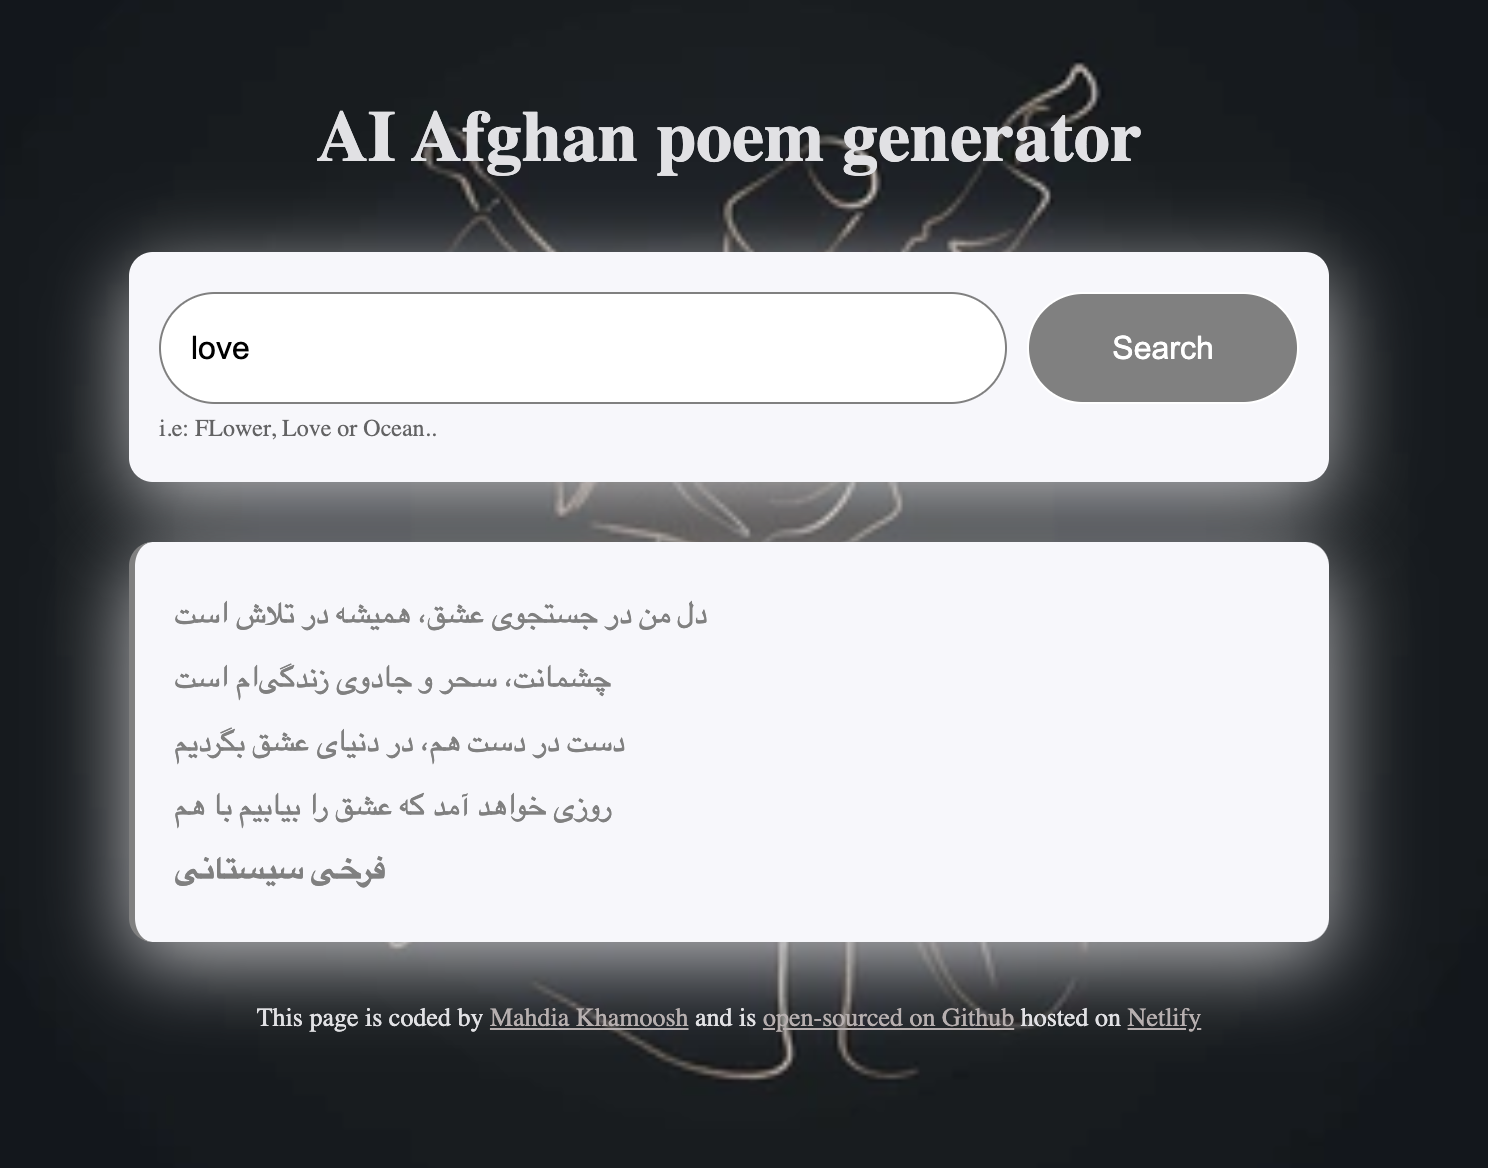 AI Afghan poem generator
love
Search
i.e: FLower, Love or Ocean..
دل من در جستجوی عشق، همیشه در تلاش است
چشمانت، سحر و جادوی زندگی‌ام است
دست در دست هم، در دنیای عشق بگردیم
روزی خواهد آمد که عشق را بیابیم با هم
فرخی سیستانی
This page is coded by Mahdia Khamoosh and is open-sourced on Github hosted on Netlify